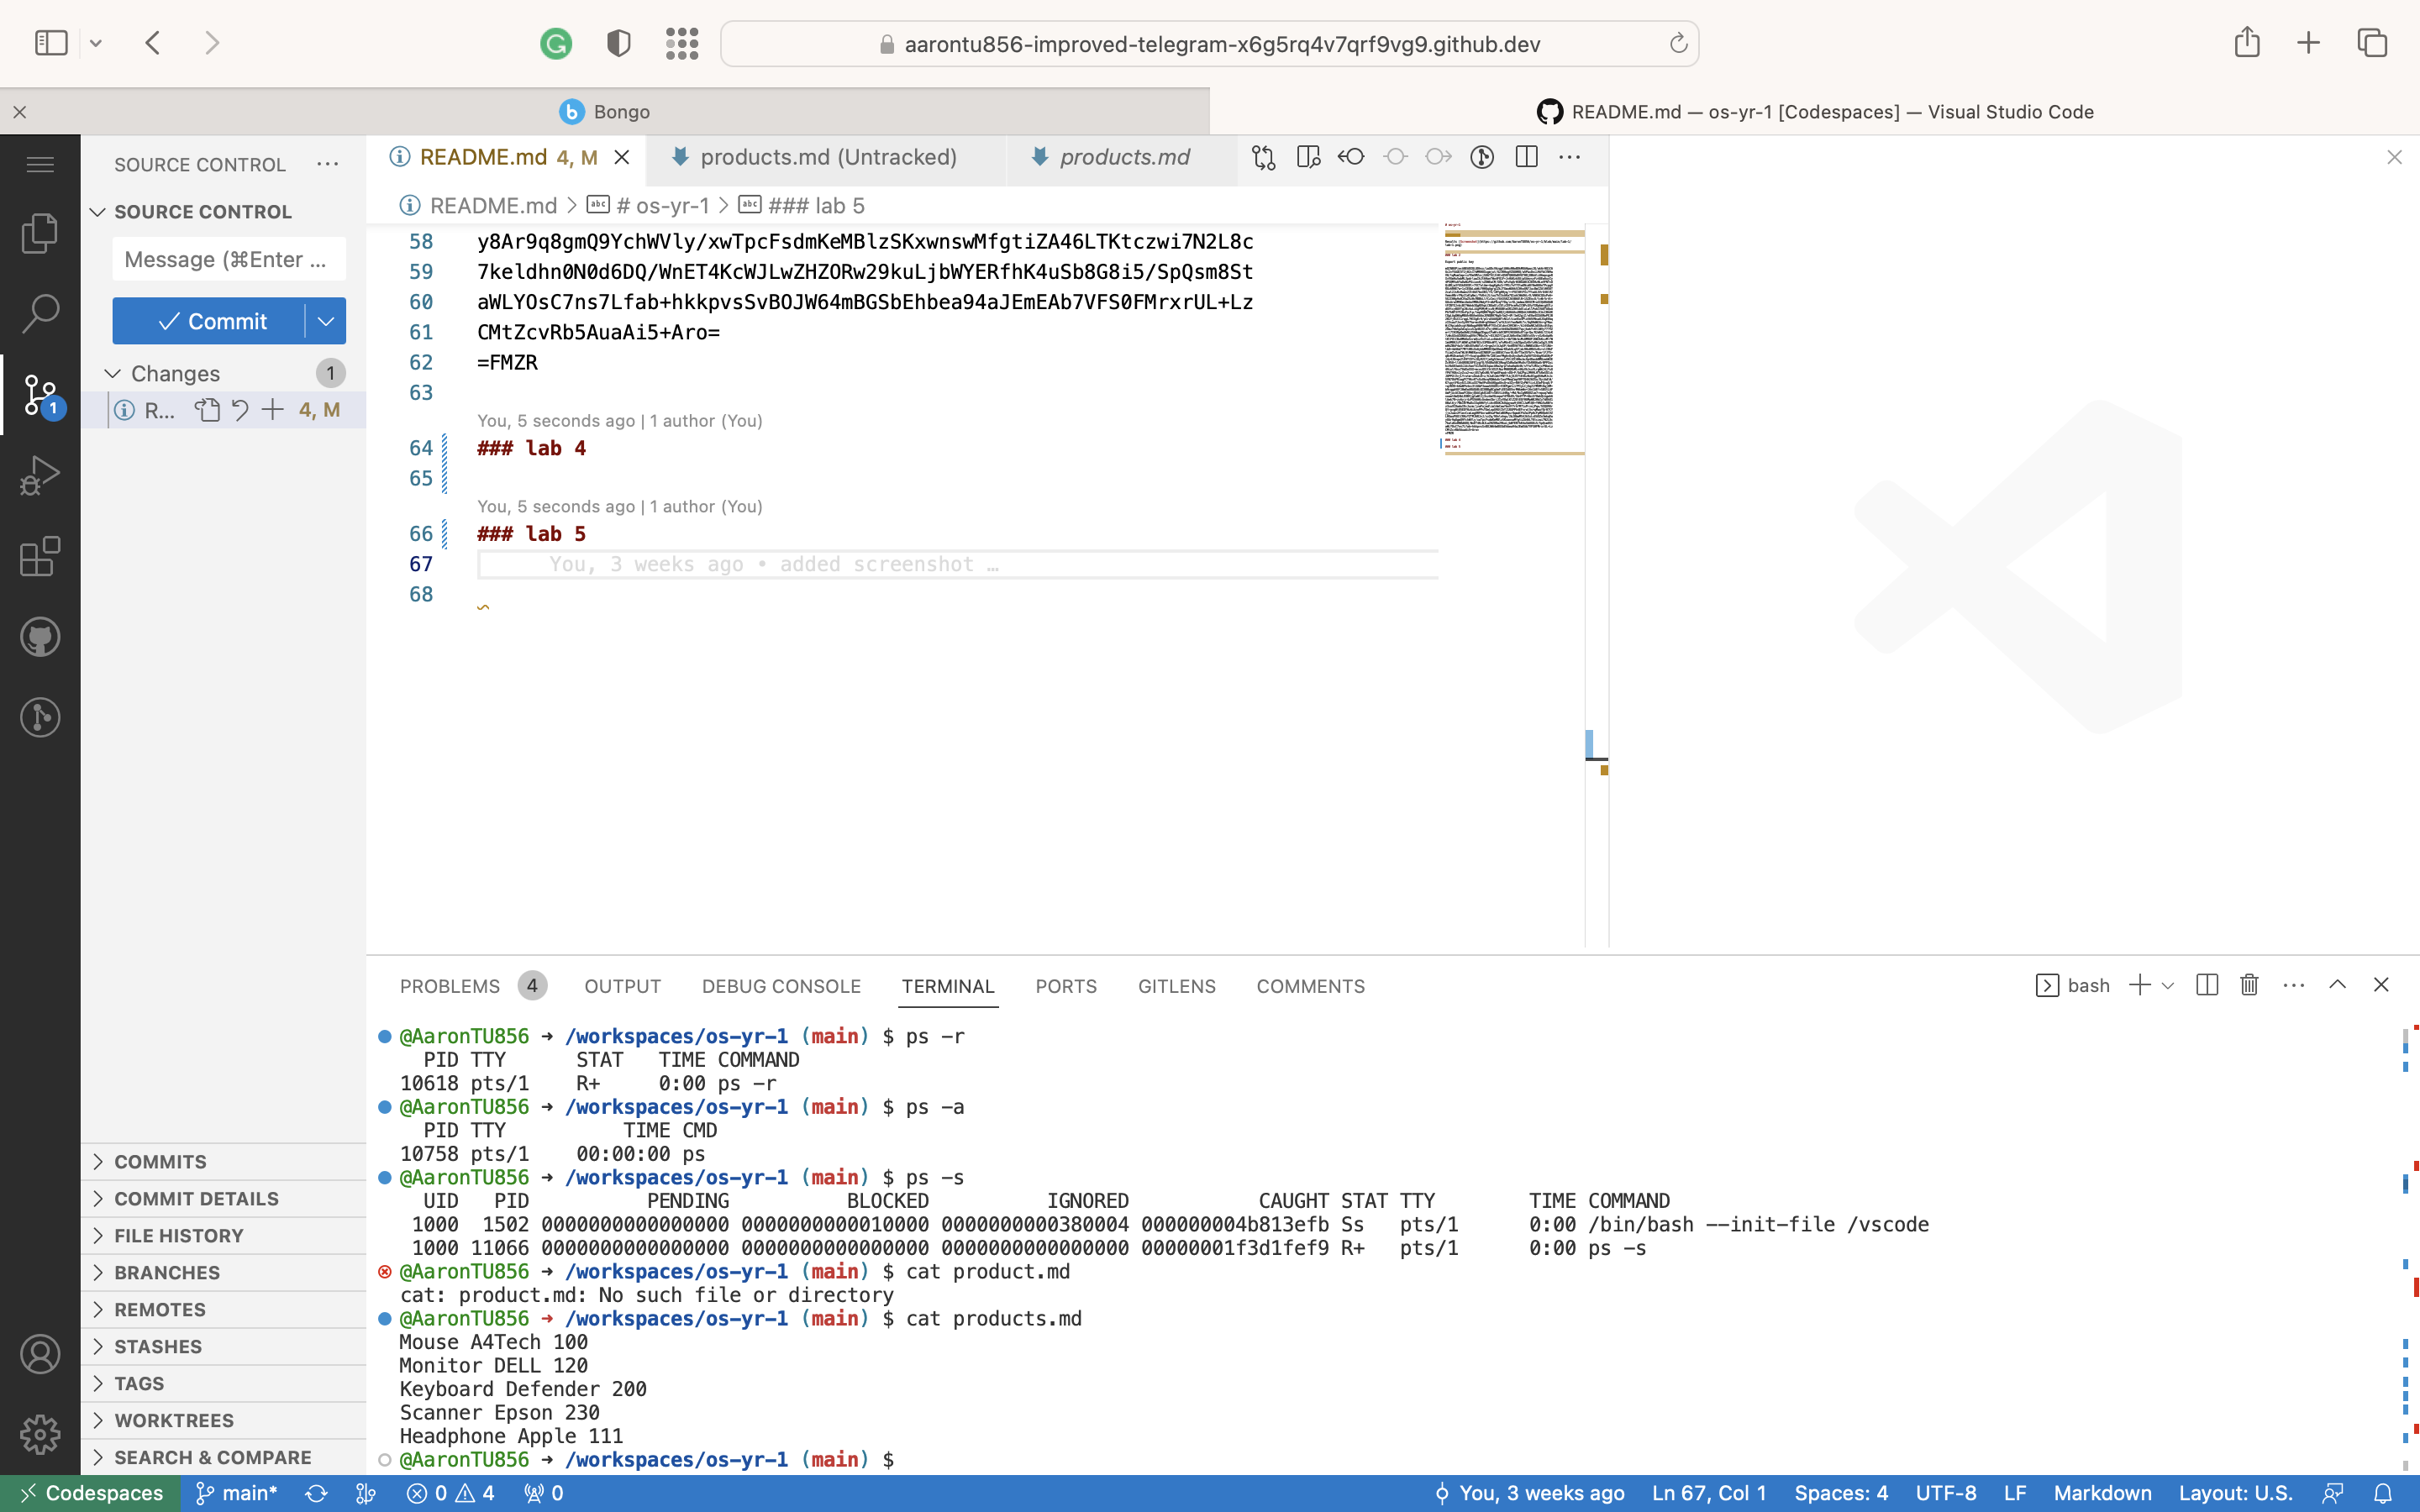 aarontu856-improved-telegram-x6g5rq4v7qrf9vg9.github.dev
Bongo
README.md — os-yr-1 [Codespaces] — Visual Studio Code
SOURCE CONTROL
README.md 4, M
products.md (Untracked)
products.md
SOURCE CONTROL
README.md > # os-yr-1 > ### lab 5
Message (⌘Enter ...
Commit
Changes 1
R... 4, M
58 y8Ar9q8gmQ9YchWVly/xwTpcFsdmKeMBlzSKxwnswMfgtiZA46LTKtczwi7N2L8c
59 7keldhn0N0d6DQ/WnET4KcWJLwZHZORw29kuLjbWYERfhK4uSb8G8i5/SpQsm8St
60 aWLYOsC7ns7Lfab+hkkpvsSvBOJW64mBGSbEhbea94aJEmEAb7VFS0FMrxrUL+Lz
61 CMtZcvRb5AuaAi5+Aro=
62 =FMZR
63
You, 5 seconds ago | 1 author (You)
64 ### lab 4
65
You, 5 seconds ago | 1 author (You)
66 ### lab 5
67 You, 3 weeks ago • added screenshot …
68
COMMITS
COMMIT DETAILS
FILE HISTORY
BRANCHES
REMOTES
STASHES
TAGS
WORKTREES
SEARCH & COMPARE
PROBLEMS 4 OUTPUT DEBUG CONSOLE TERMINAL PORTS GITLENS COMMENTS
bash
@AaronTU856 → /workspaces/os-yr-1 (main) $ ps -r
PID TTY STAT TIME COMMAND
10618 pts/1 R+ 0:00 ps -r
@AaronTU856 → /workspaces/os-yr-1 (main) $ ps -a
PID TTY TIME CMD
10758 pts/1 00:00:00 ps
@AaronTU856 → /workspaces/os-yr-1 (main) $ ps -s
UID PID PENDING BLOCKED IGNORED CAUGHT STAT TTY TIME COMMAND
1000 1502 0000000000000000 0000000000010000 0000000000380004 000000004b813efb Ss pts/1 0:00 /bin/bash --init-file /vscode
1000 11066 0000000000000000 0000000000000000 0000000000000000 00000001f3d1fef9 R+ pts/1 0:00 ps -s
@AaronTU856 → /workspaces/os-yr-1 (main) $ cat product.md
cat: product.md: No such file or directory
@AaronTU856 → /workspaces/os-yr-1 (main) $ cat products.md
Mouse A4Tech 100
Monitor DELL 120
Keyboard Defender 200
Scanner Epson 230
Headphone Apple 111
@AaronTU856 → /workspaces/os-yr-1 (main) $
Codespaces main* 0 4 0 You, 3 weeks ago Ln 67, Col 1 Spaces: 4 UTF-8 LF Markdown Layout: U.S.